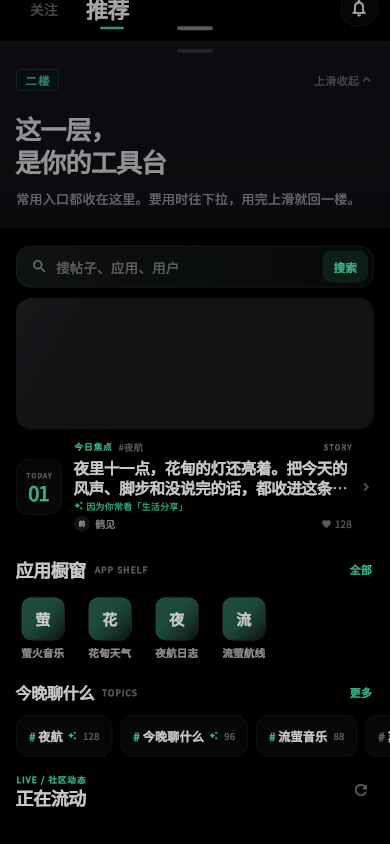 关注 推荐
二楼 上滑收起
这一层，
是你的工具台
常用入口都收在这里。要用时往下拉，用完上滑就回一楼。
搜帖子、应用、用户 搜索
今日焦点 #夜航 STORY
TODAY
01
夜里十一点，花甸的灯还亮着。把今天的
风声、脚步和没说完的话，都收进这条…
因为你常看「生活分享」
鹤 鹤见 128
应用橱窗 APP SHELF 全部
萤 花 夜 流
萤火音乐 花甸天气 夜航日志 流萤航线
今晚聊什么 TOPICS 更多
#夜航 128 #今晚聊什么 96 #流萤音乐 88 #
LIVE / 社区动态
正在流动